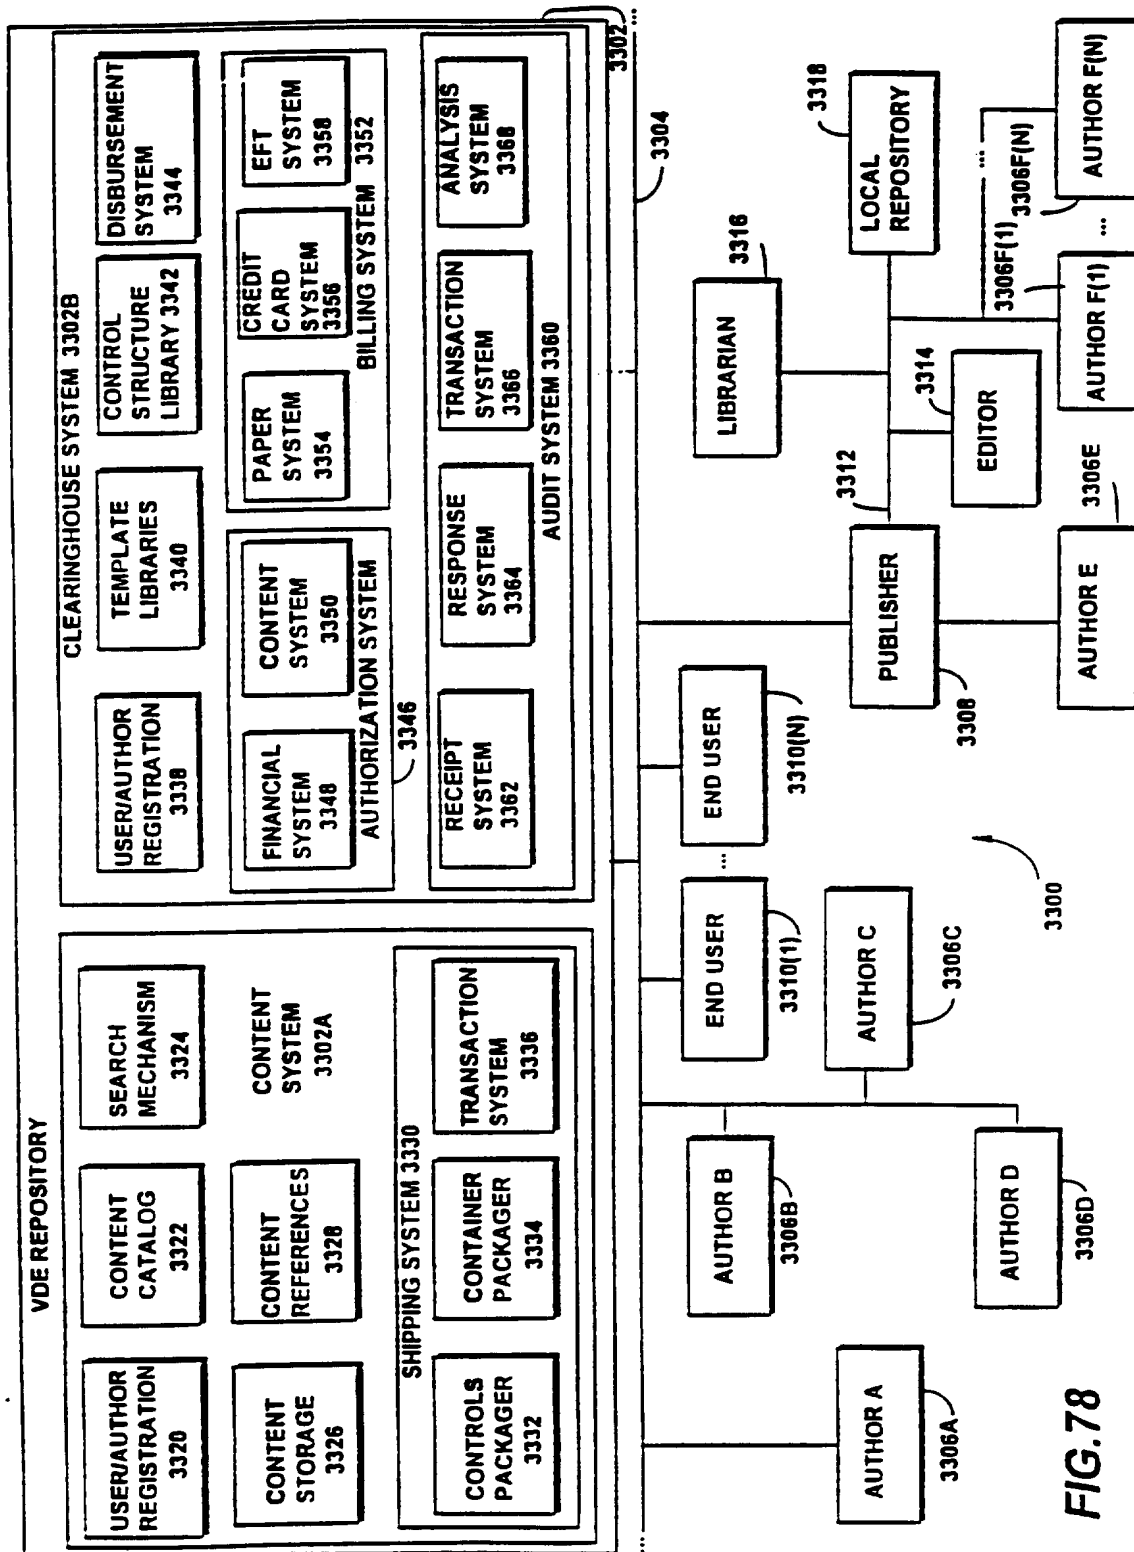 VDE REPOSITORY
3302
...
USER/AUTHOR
REGISTRATION
3320
CONTENT
CATALOG
3322
SEARCH
MECHANISM
3324
CONTENT
STORAGE
3326
CONTENT
REFERENCES
3328
CONTENT
SYSTEM
3302A
SHIPPING SYSTEM 3330
CONTROLS
PACKAGER
3332
CONTAINER
PACKAGER
3334
TRANSACTION
SYSTEM
3336
CLEARINGHOUSE SYSTEM 3302B
USER/AUTHOR
REGISTRATION
3338
TEMPLATE
LIBRARIES
3340
CONTROL
STRUCTURE
LIBRARY 3342
DISBURSEMENT
SYSTEM
3344
FINANCIAL
SYSTEM
3348
CONTENT
SYSTEM
3350
AUTHORIZATION SYSTEM
3346
PAPER
SYSTEM
3354
CREDIT
CARD
SYSTEM
3356
EFT
SYSTEM
3358
BILLING SYSTEM 3352
RECEIPT
SYSTEM
3362
RESPONSE
SYSTEM
3364
TRANSACTION
SYSTEM
3366
ANALYSIS
SYSTEM
3368
AUDIT SYSTEM 3360
...
3304
AUTHOR A
3306A
AUTHOR B
3306B
AUTHOR C
3306C
AUTHOR D
3306D
END USER
3310(1)
...
END USER
3310(N)
3300
PUBLISHER
3308
3312
AUTHOR E
3306E
EDITOR
3314
LIBRARIAN
3316
LOCAL
REPOSITORY
3318
AUTHOR F(1)
3306F(1)
...
AUTHOR F(N)
3306F(N)
...
FIG.78